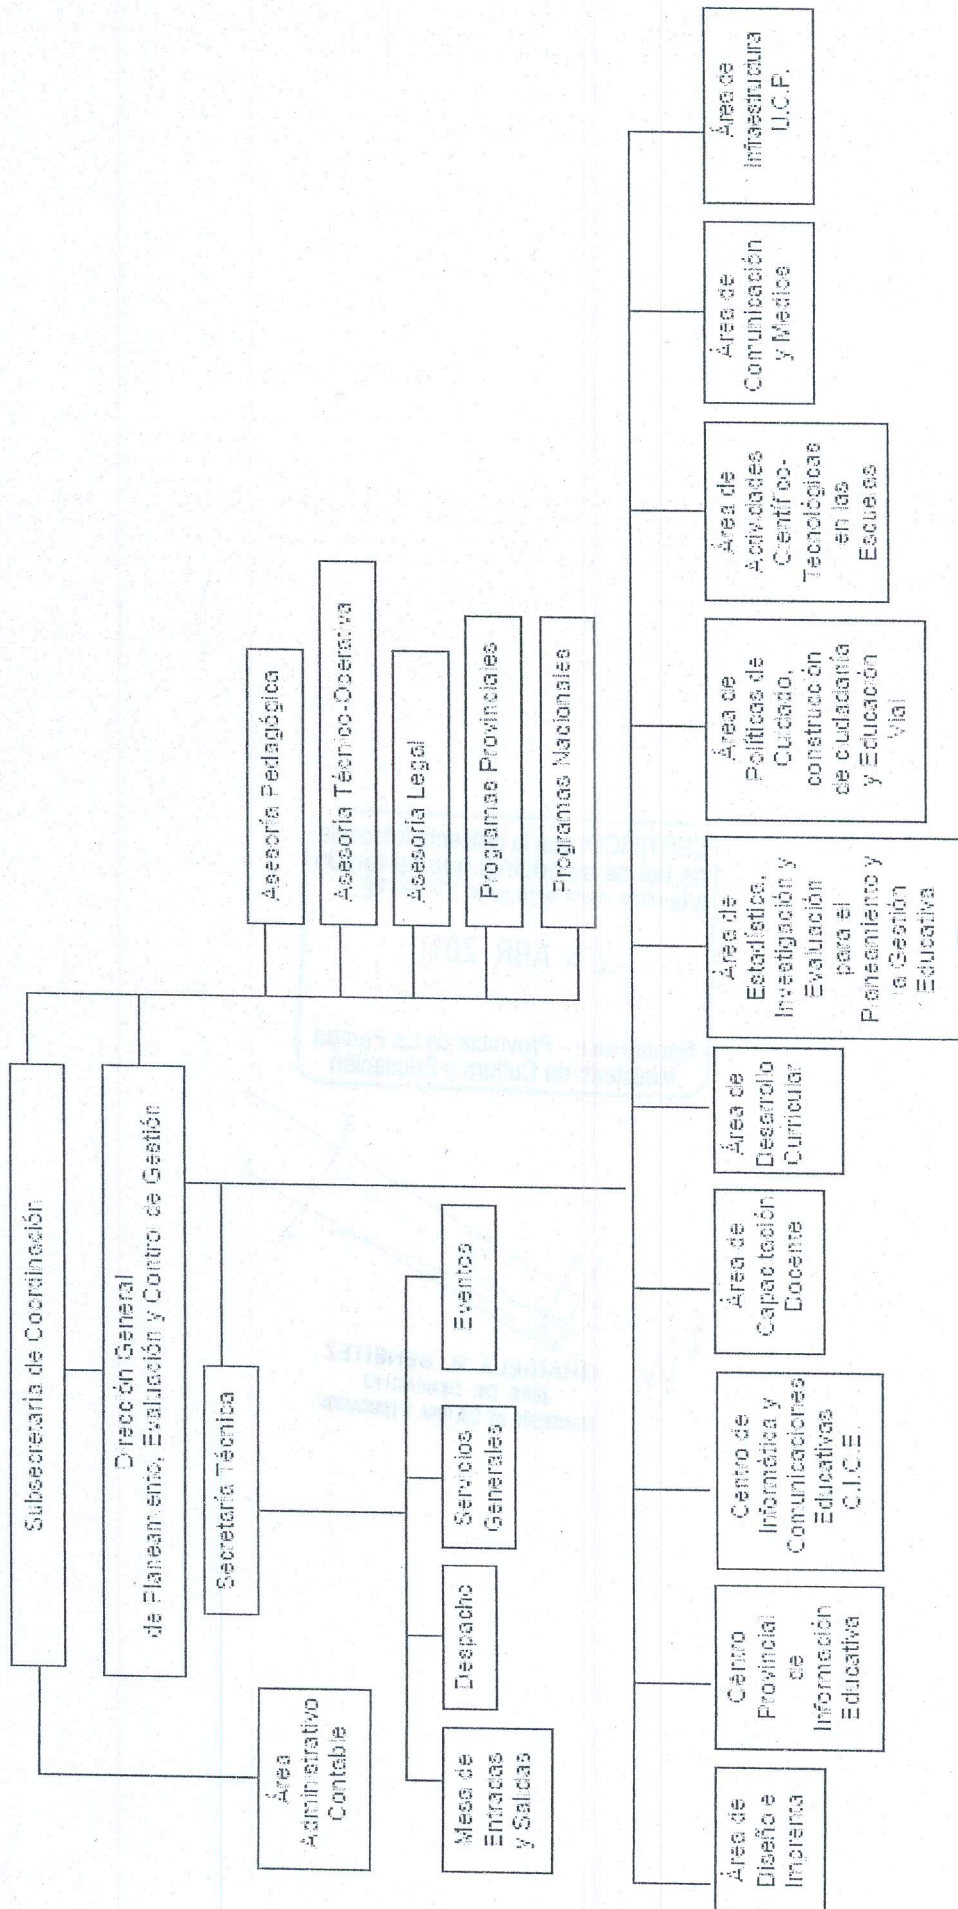 Subsecretaría de Coordinación
Dirección General
de Planeamiento, Evaluación y Control de Gestión
Secretaría Técnica
Área
Administrativo
Contable
Asesoría Pedagógica
Asesoría Técnico-Operativa
Asesoría Legal
Programas Provinciales
Programas Nacionales
Mesa de
Entradas
y Salidas
Despacho
Servicios
Generales
Eventos
Área de
Diseño e
Imprenta
Centro
Provincial
de
Información
Educativa
Centro de
Informática y
Comunicaciones
Educativas
C.I.C.E.
Área de
Capacitación
Docente
Área de
Desarrollo
Curricular
Área de
Estadística,
Investigación y
Evaluación
para el
Planeamiento y
la Gestión
Educativa
Área de
Políticas de
Cuidado,
construcción
de ciudadanía
y Educación
Vial
Área de
Actividades
Científico-
Tecnológicas
en las
Escuelas
Área de
Comunicación
y Medios
Área de
Infraestructura
U.C.P.